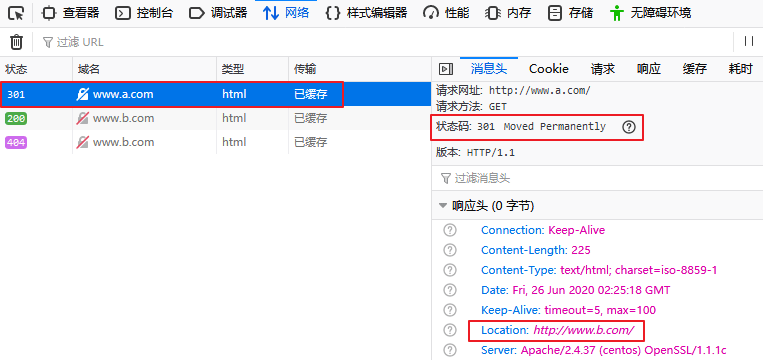 查看器 控制台 调试器 网络 样式编辑器 性能 内存 存储 无障碍环境
过滤 URL
状态 域名 类型 传输
301 www.a.com html 已缓存
200 www.b.com html 已缓存
404 www.b.com html 已缓存
消息头 Cookie 请求 响应 缓存 耗时
请求网址: http://www.a.com/
请求方法: GET
状态码: 301 Moved Permanently
版本: HTTP/1.1
过滤消息头
响应头 (0 字节)
Connection: Keep-Alive
Content-Length: 225
Content-Type: text/html; charset=iso-8859-1
Date: Fri, 26 Jun 2020 02:25:18 GMT
Keep-Alive: timeout=5, max=100
Location: http://www.b.com/
Server: Apache/2.4.37 (centos) OpenSSL/1.1.1c